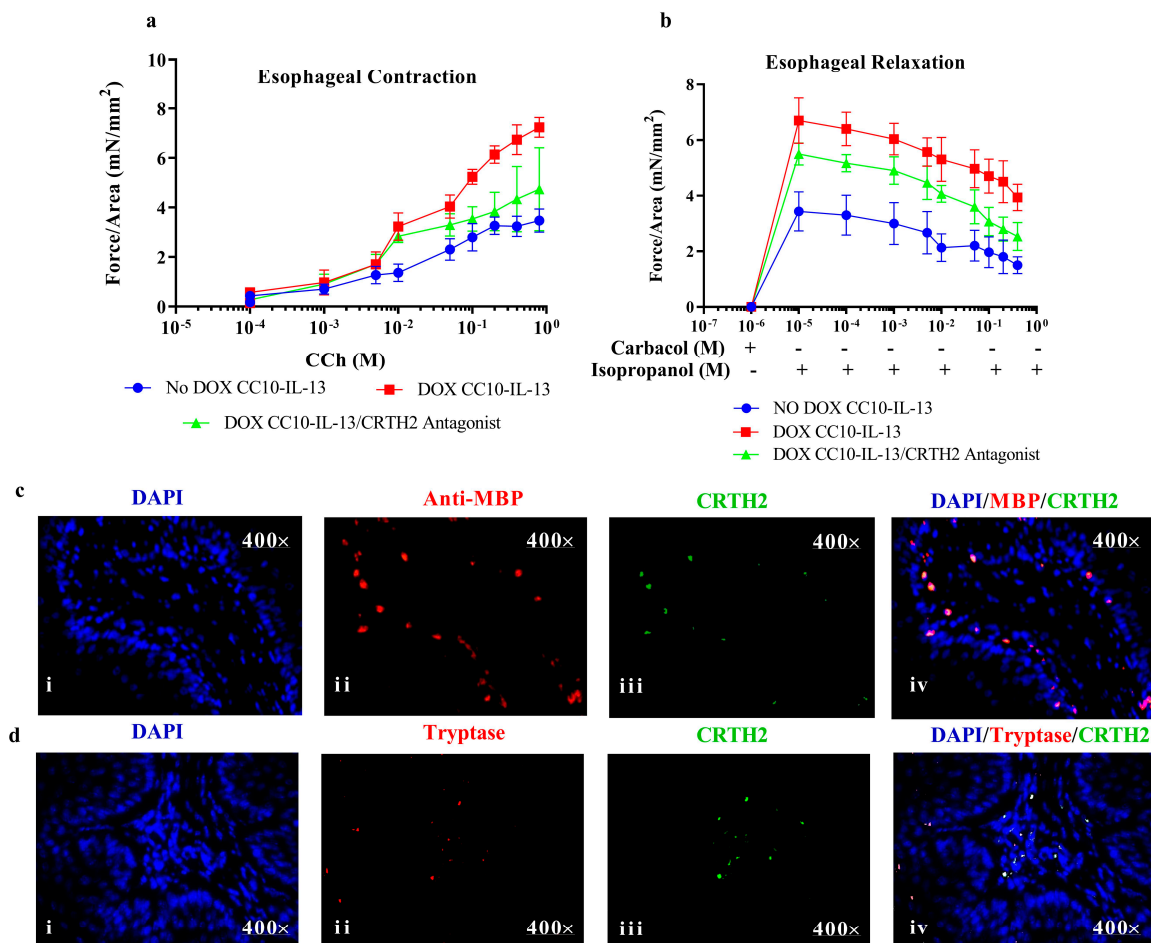 a
Esophageal Contraction
Force/Area (mN/mm²)
10
8
6
4
2
0
10⁻⁵ 10⁻⁴ 10⁻³ 10⁻² 10⁻¹ 10⁰
CCh (M)
No DOX CC10-IL-13 DOX CC10-IL-13
DOX CC10-IL-13/CRTH2 Antagonist
b
Esophageal Relaxation
Force/Area (mN/mm²)
8
6
4
2
0
10⁻⁷ 10⁻⁶ 10⁻⁵ 10⁻⁴ 10⁻³ 10⁻² 10⁻¹ 10⁰
Carbacol (M) + - - - - - -
Isopropanol (M) - + + + + + +
NO DOX CC10-IL-13
DOX CC10-IL-13
DOX CC10-IL-13/CRTH2 Antagonist
c
DAPI Anti-MBP CRTH2 DAPI/MBP/CRTH2
400× 400× 400× 400×
i ii iii iv
d
DAPI Tryptase CRTH2 DAPI/Tryptase/CRTH2
i ii iii iv
400× 400× 400× 400×